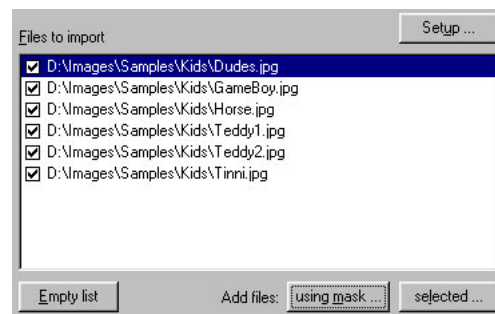 Files to import
Setup ...
D:\Images\Samples\Kids\Dudes.jpg
D:\Images\Samples\Kids\GameBoy.jpg
D:\Images\Samples\Kids\Horse.jpg
D:\Images\Samples\Kids\Teddy1.jpg
D:\Images\Samples\Kids\Teddy2.jpg
D:\Images\Samples\Kids\Tinni.jpg
Empty list
Add files:
using mask ...
selected ...